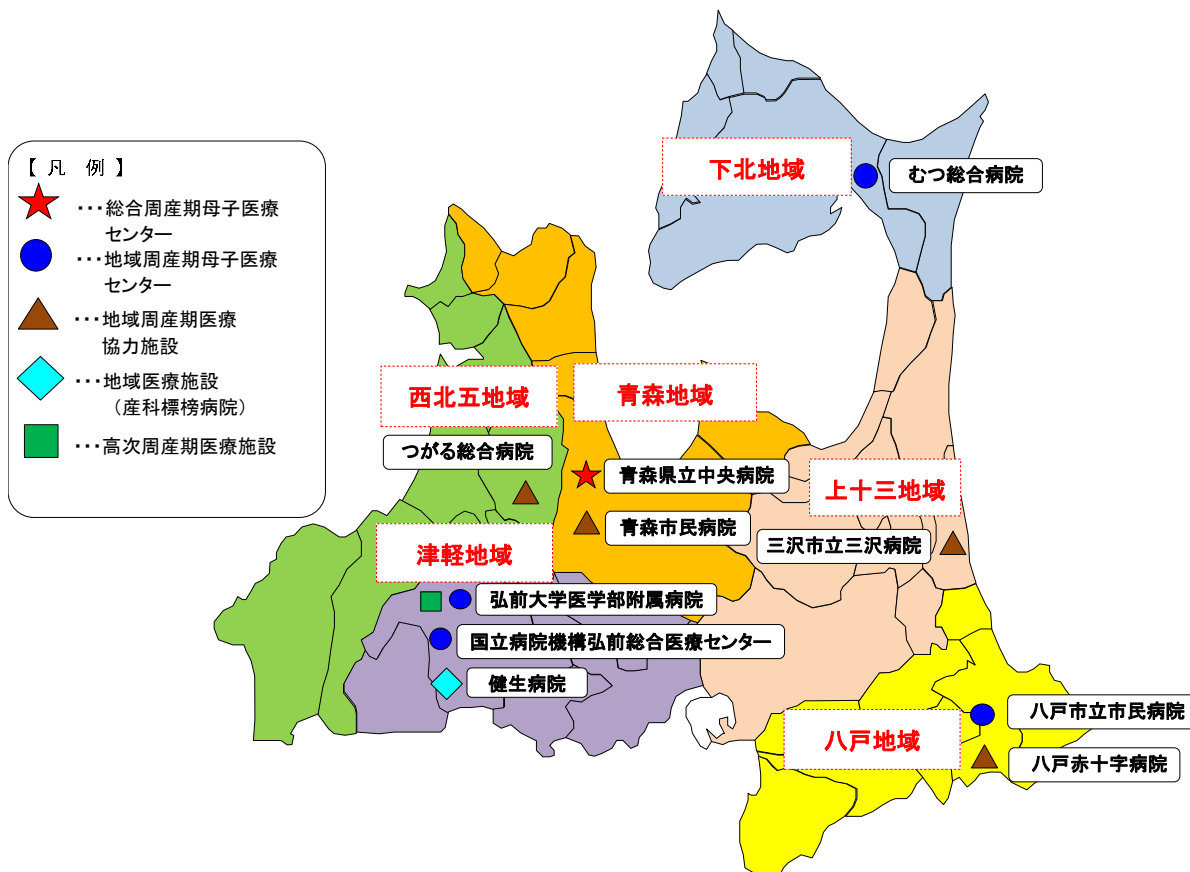 【 凡 例 】
・・・総合周産期母子医療
センター
・・・地域周産期母子医療
センター
・・・地域周産期医療
協力施設
・・・地域医療施設
（産科標榜病院）
・・・高次周産期医療施設
下北地域
むつ総合病院
西北五地域
青森地域
つがる総合病院
青森県立中央病院
上十三地域
青森市民病院
三沢市立三沢病院
津軽地域
弘前大学医学部附属病院
国立病院機構弘前総合医療センター
健生病院
八戸市立市民病院
八戸地域
八戸赤十字病院